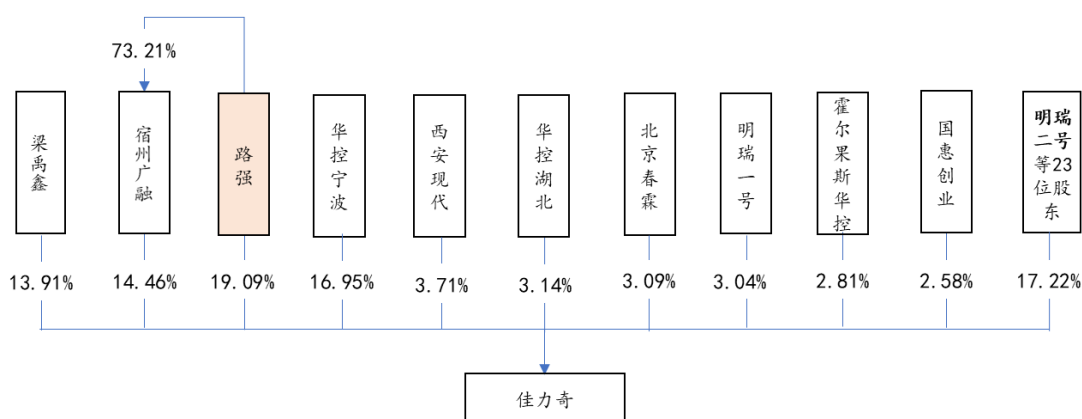 73.21%
梁禹鑫
宿州广融
路强
华控宁波
西安现代
华控湖北
北京春霖
明瑞一号
霍尔果斯华控
国惠创业
明瑞
二号
等23
位股
东
13.91%
14.46%
19.09%
16.95%
3.71%
3.14%
3.09%
3.04%
2.81%
2.58%
17.22%
佳力奇